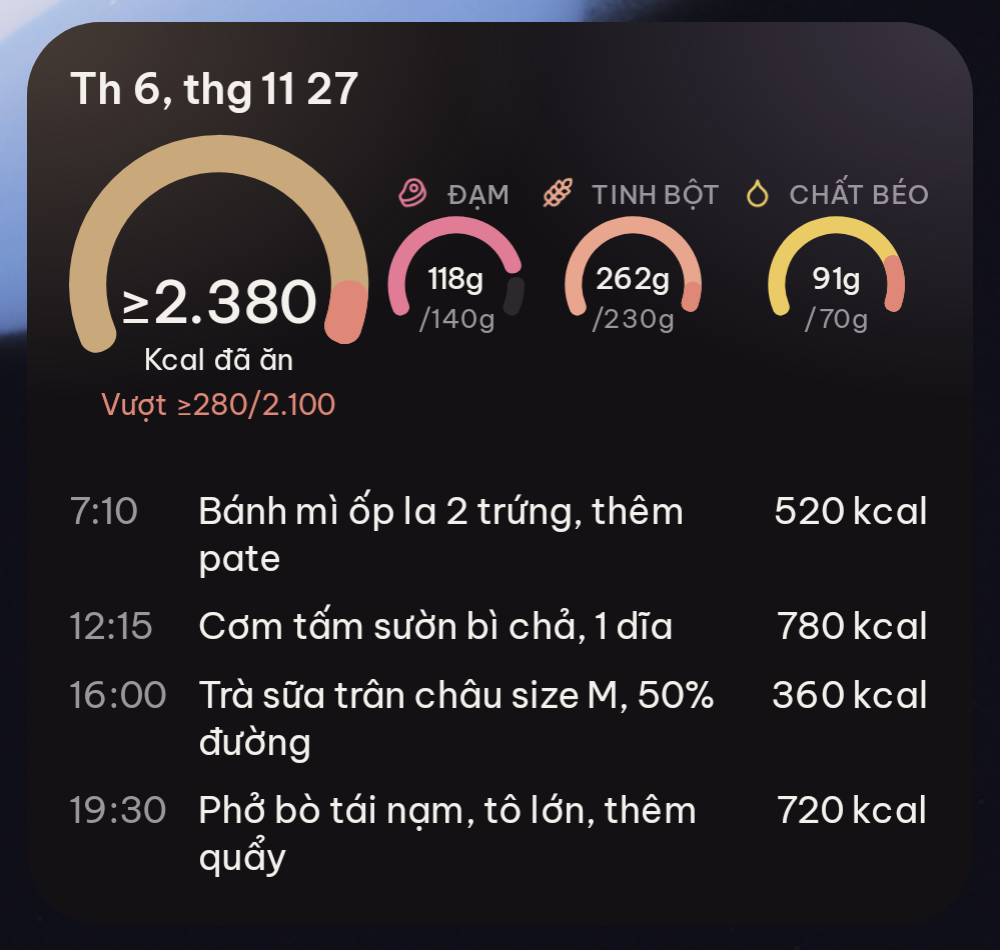 Th 6, thg 11 27
ĐẠM
TINH BỘT
CHẤT BÉO
≥2.380
Kcal đã ăn
Vượt ≥280/2.100
118g
/140g
262g
/230g
91g
/70g
7:10 Bánh mì ốp la 2 trứng, thêm 520 kcal
pate
12:15 Cơm tấm sườn bì chả, 1 dĩa 780 kcal
16:00 Trà sữa trân châu size M, 50% 360 kcal
đường
19:30 Phở bò tái nạm, tô lớn, thêm 720 kcal
quẩy